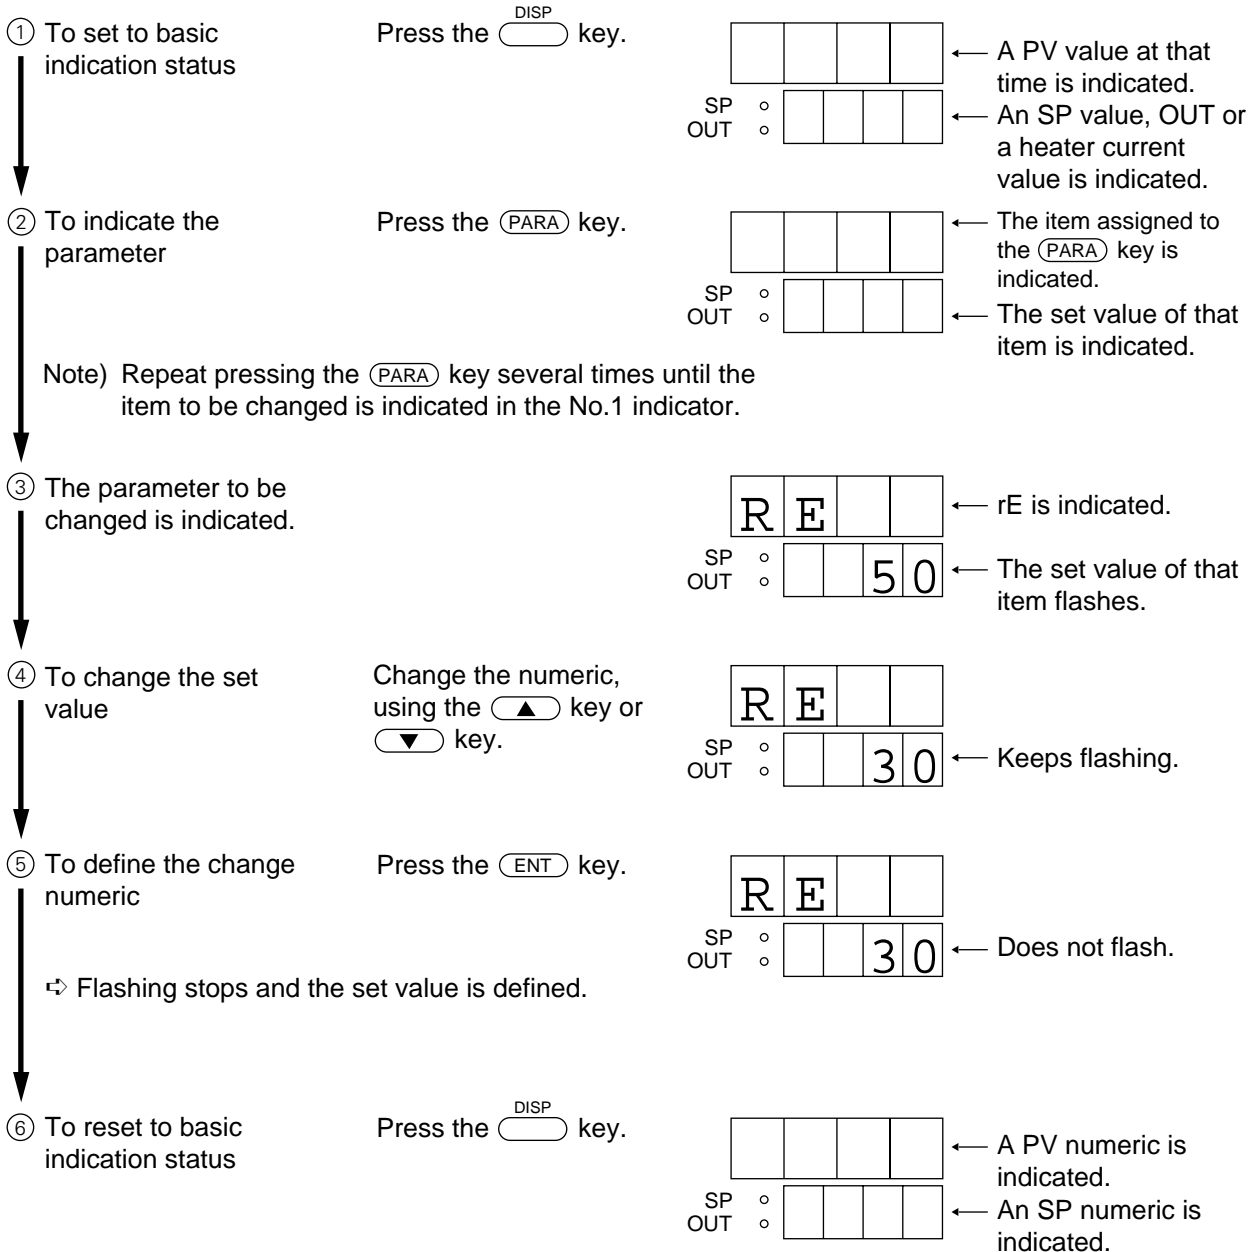 ① To set to basic
indication status
DISP
Press the key.
A PV value at that
time is indicated.
SP
OUT
An SP value, OUT or
a heater current
value is indicated.
② To indicate the
parameter
Press the PARA key.
The item assigned to
the PARA key is
indicated.
SP
OUT
The set value of that
item is indicated.
Note) Repeat pressing the PARA key several times until the
item to be changed is indicated in the No.1 indicator.
③ The parameter to be
changed is indicated.
R E
rE is indicated.
SP
OUT
5 0
The set value of that
item flashes.
④ To change the set
value
Change the numeric,
using the ▲ key or
▼ key.
R E
SP
OUT
3 0
Keeps flashing.
⑤ To define the change
numeric
Press the ENT key.
R E
SP
OUT
3 0
Does not flash.
➪ Flashing stops and the set value is defined.
⑥ To reset to basic
indication status
DISP
Press the key.
A PV numeric is
indicated.
SP
OUT
An SP numeric is
indicated.